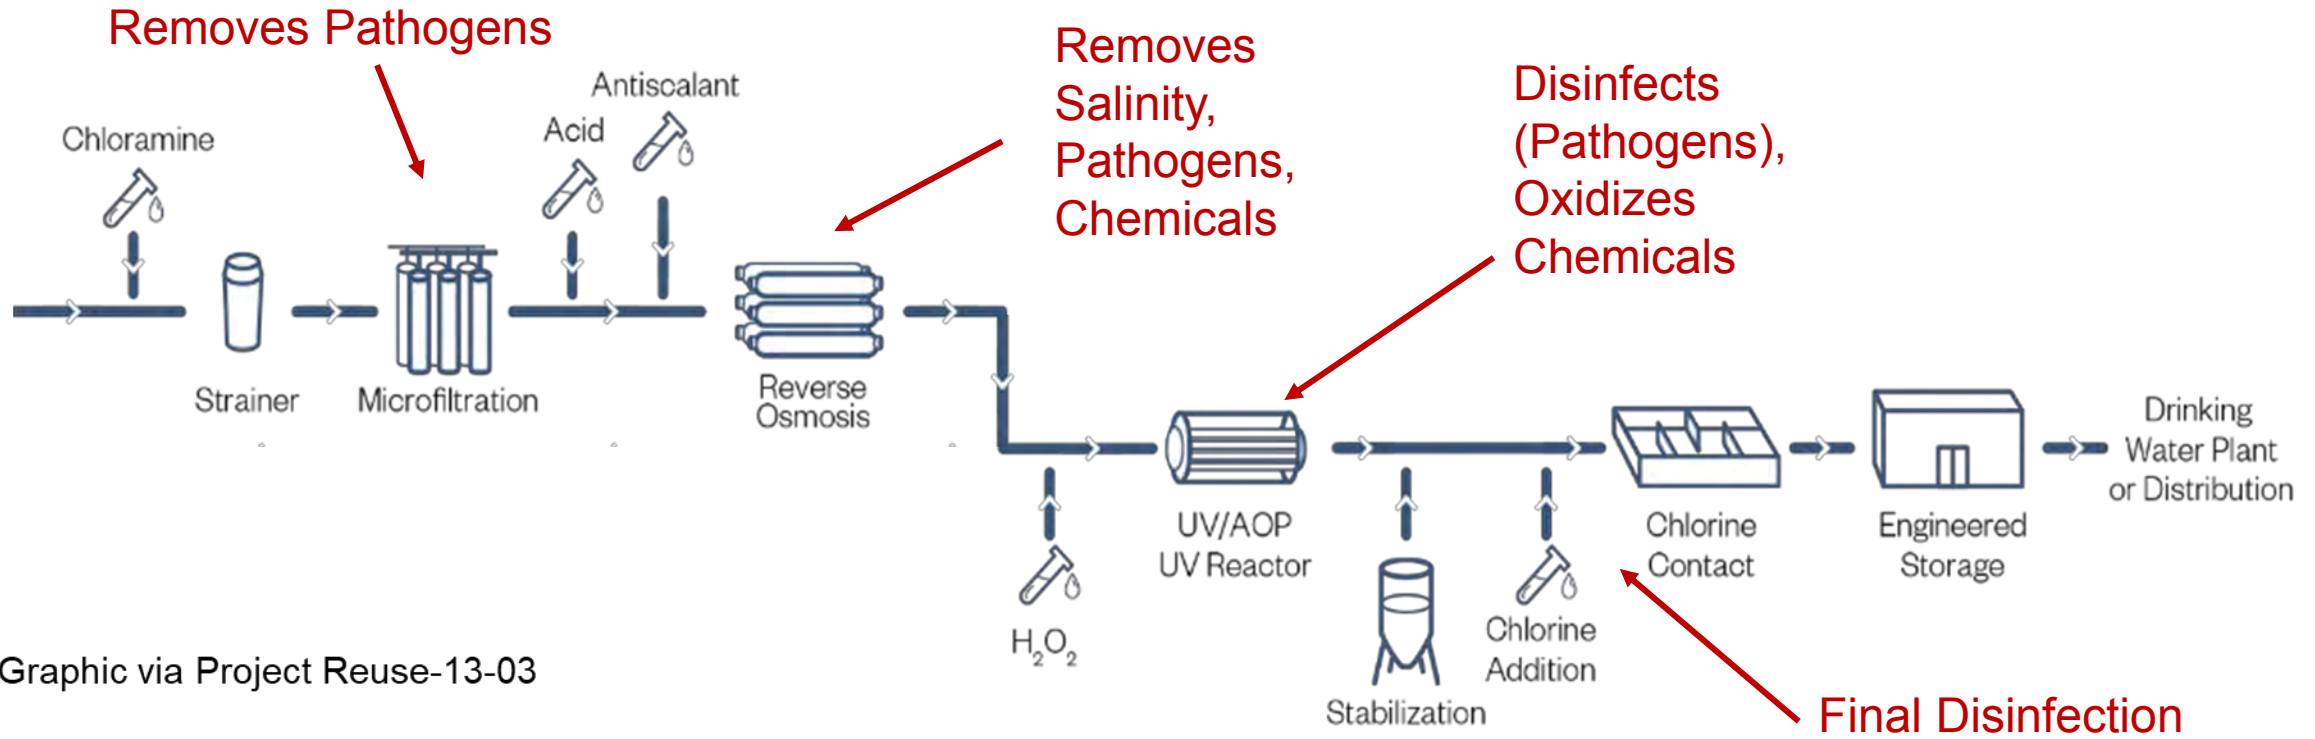 Removes Pathogens
Removes
Salinity,
Pathogens,
Chemicals
Disinfects
(Pathogens),
Oxidizes
Chemicals
Antiscalant
Acid
Chloramine
Strainer
Microfiltration
Reverse
Osmosis
UV/AOP
UV Reactor
Chlorine
Contact
Engineered
Storage
Drinking
Water Plant
or Distribution
H₂O₂
Stabilization
Chlorine
Addition
Final Disinfection
Graphic via Project Reuse-13-03